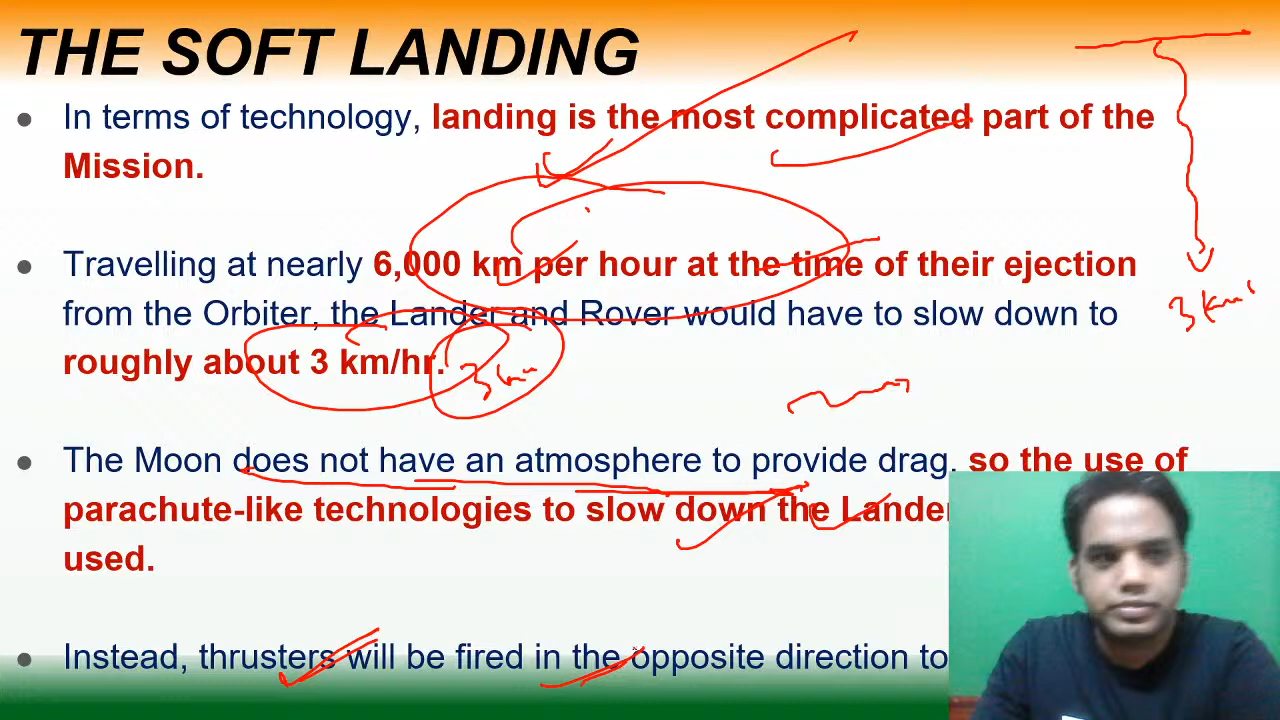 THE SOFT LANDING
● In terms of technology, landing is the most complicated part of the
Mission.
● Travelling at nearly 6,000 km per hour at the time of their ejection
from the Orbiter, the Lander and Rover would have to slow down to
roughly about 3 km/hr.
3 km
3 km
● The Moon does not have an atmosphere to provide drag, so the use of
parachute-like technologies to slow down the Lander
used.
● Instead, thrusters will be fired in the opposite direction to